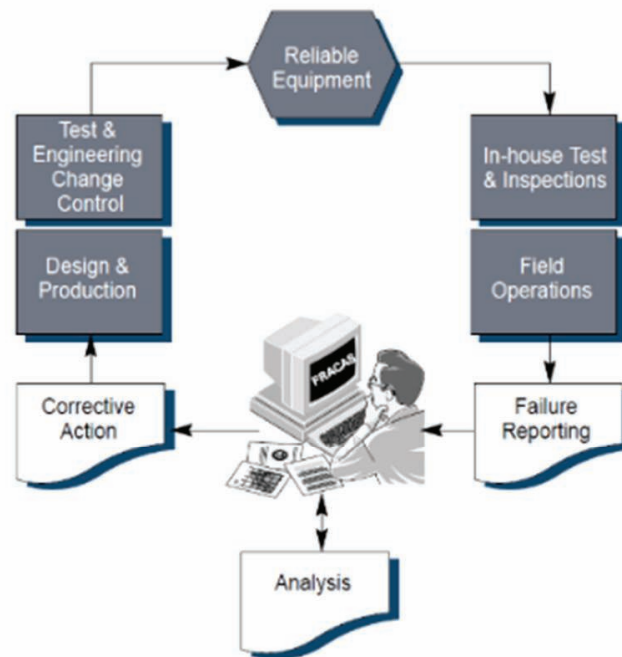 Reliable
Equipment
Test &
Engineering
Change
Control
In-house Test
& Inspections
Design &
Production
Field
Operations
FRACAS
Corrective
Action
Failure
Reporting
Analysis